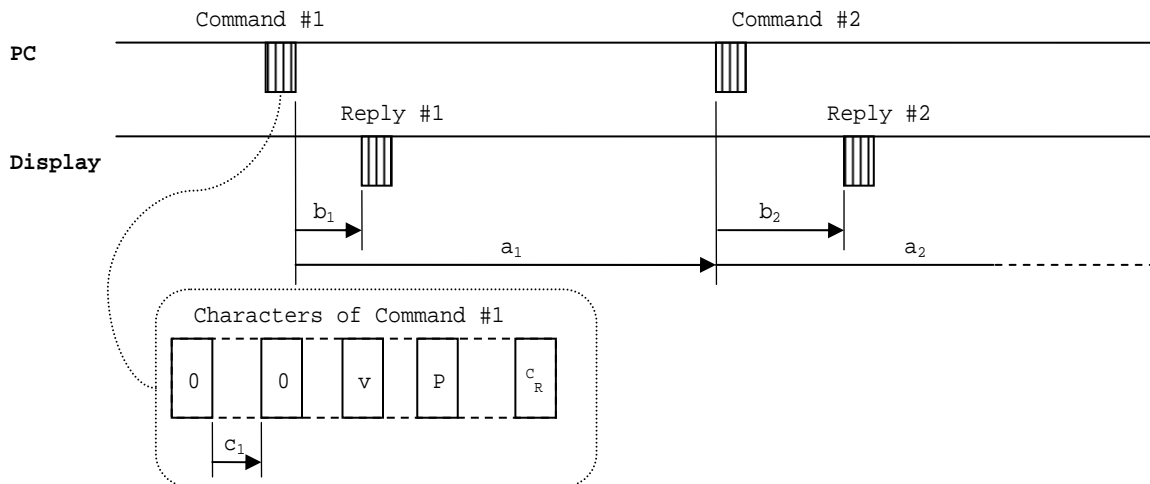 Command #1 Command #2
PC
Reply #1 Reply #2
Display
b1 b2
a1 a2
Characters of Command #1
0 0 v P CR
c1